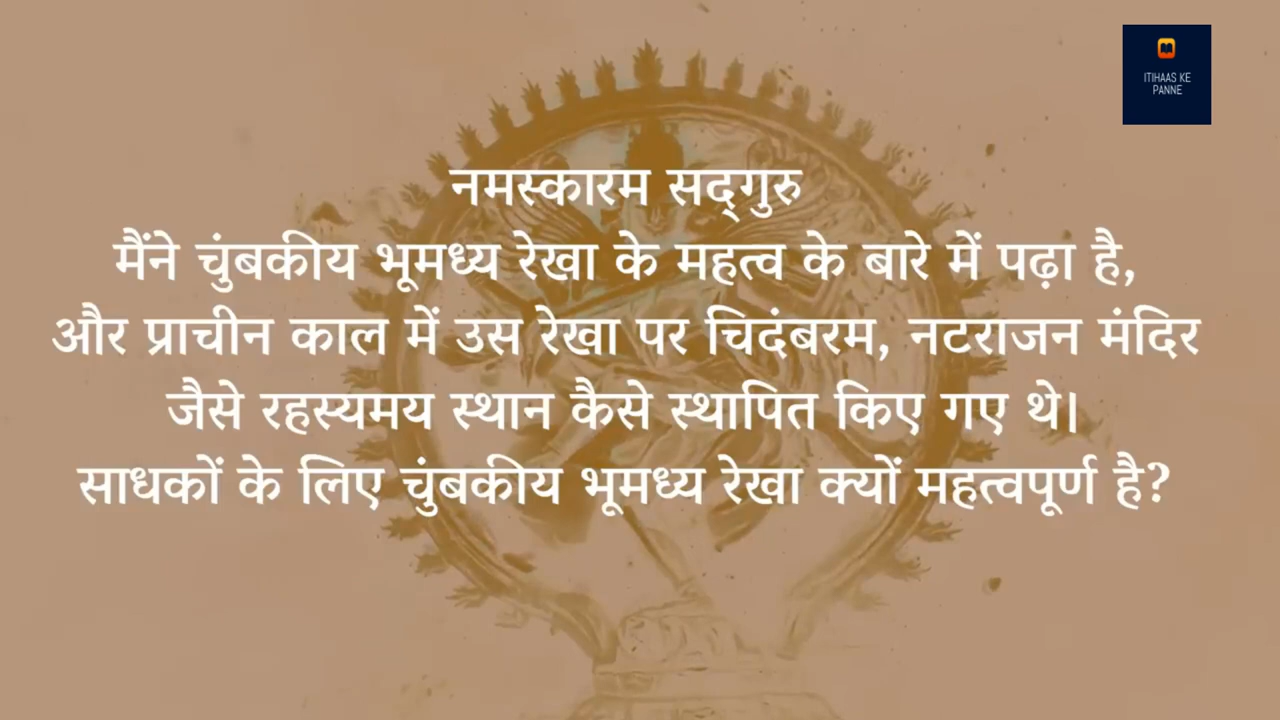 ITIHAAS KE
PANNE
नमस्कारम सद्‌गुरु
मैंने चुंबकीय भूमध्य रेखा के महत्व के बारे में पढ़ा है,
और प्राचीन काल में उस रेखा पर चिदंबरम, नटराजन मंदिर
जैसे रहस्यमय स्थान कैसे स्थापित किए गए थे।
साधकों के लिए चुंबकीय भूमध्य रेखा क्यों महत्वपूर्ण है?